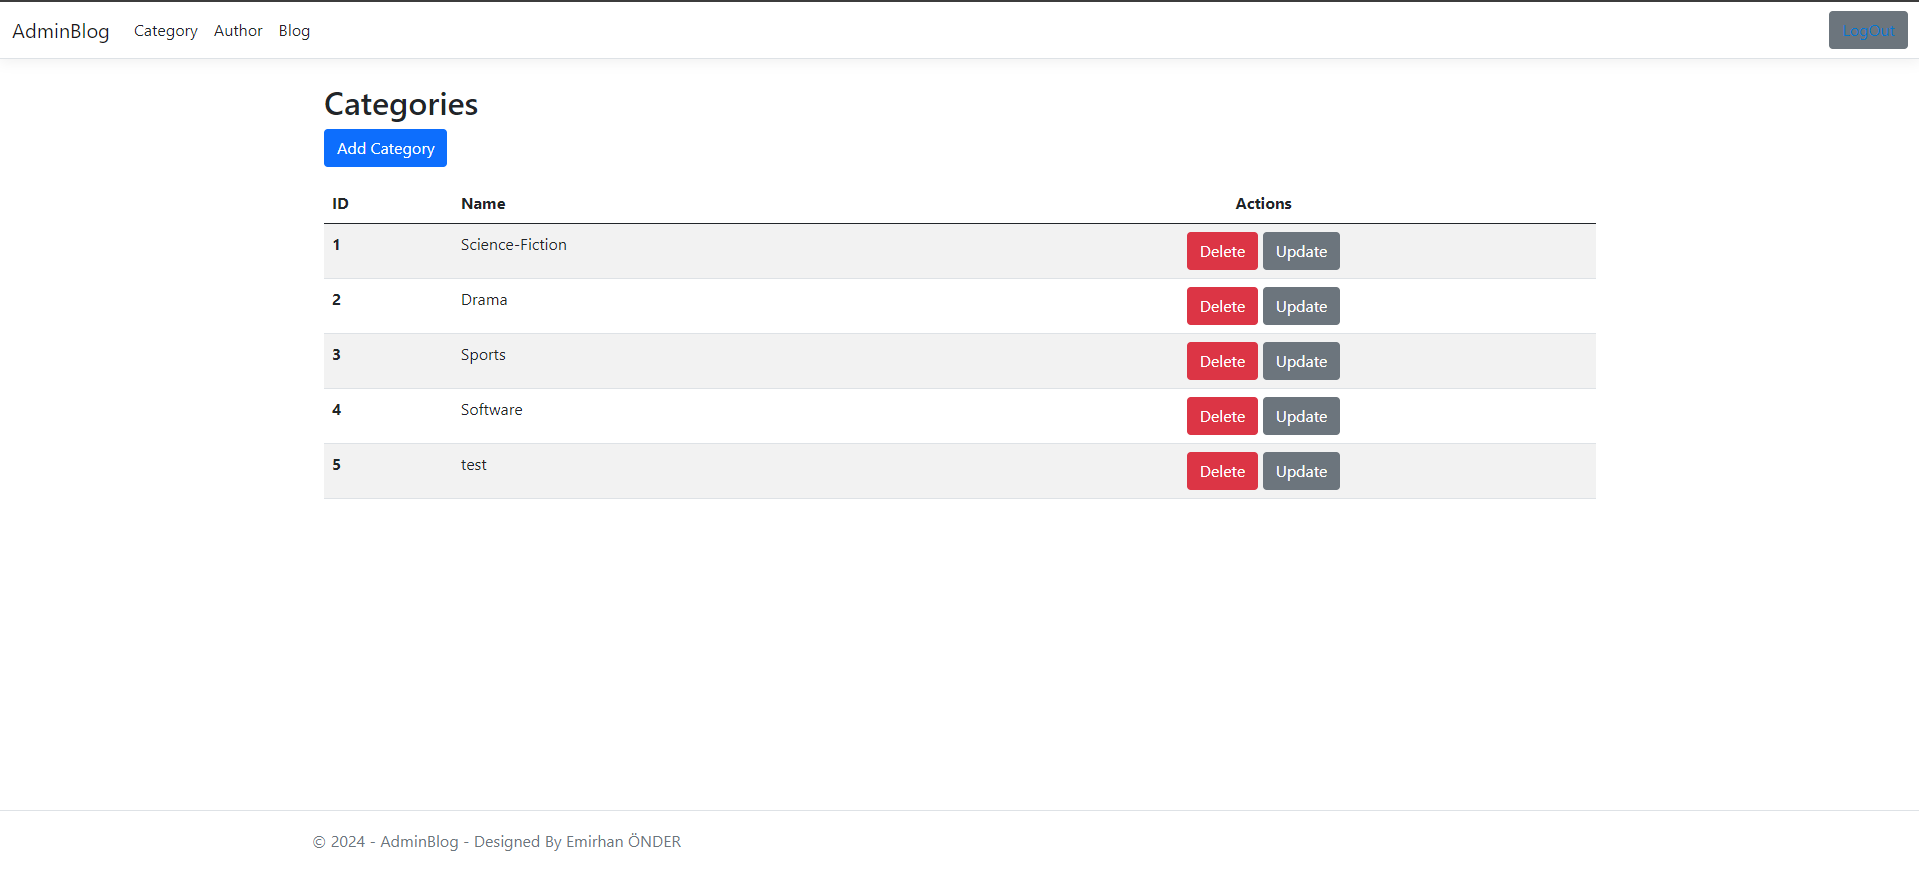 AdminBlog Category Author Blog LogOut
Categories
Add Category
ID Name Actions
1 Science-Fiction Delete Update
2 Drama Delete Update
3 Sports Delete Update
4 Software Delete Update
5 test Delete Update
© 2024 - AdminBlog - Designed By Emirhan ÖNDER